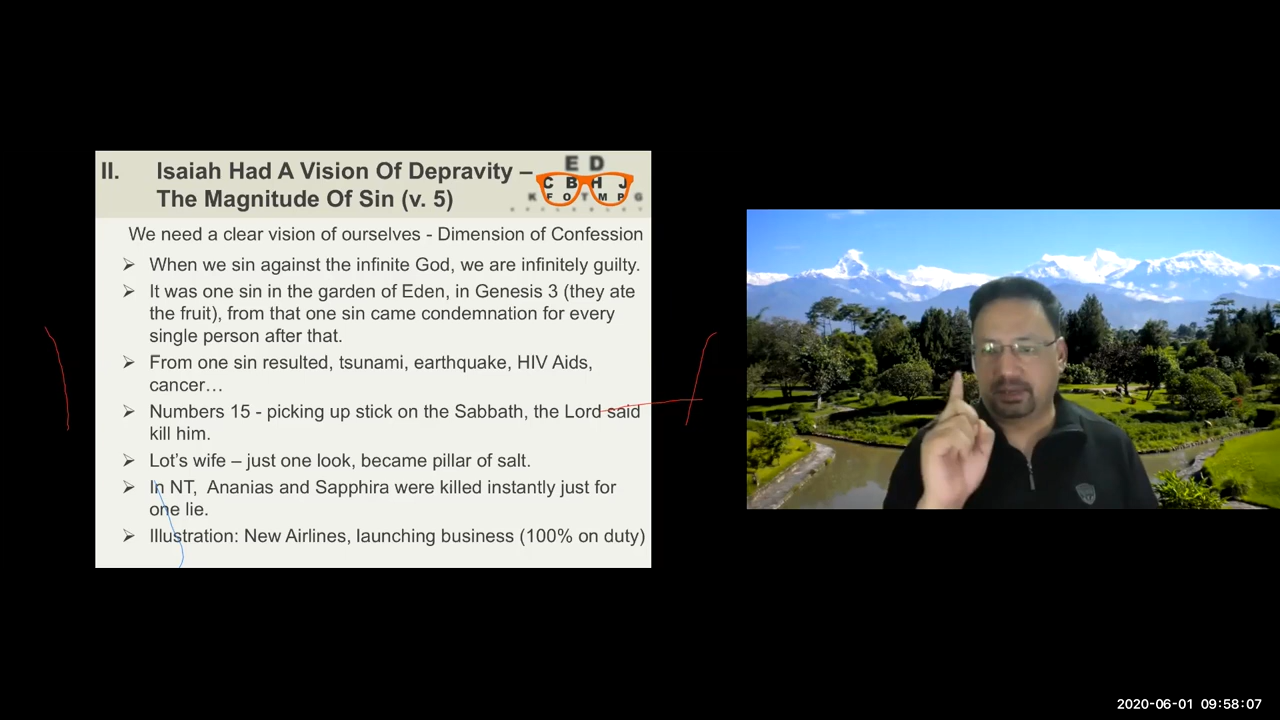 II. Isaiah Had A Vision Of Depravity –
The Magnitude Of Sin (v. 5)
E D
C B H J
K F O T M P G
We need a clear vision of ourselves - Dimension of Confession
➢ When we sin against the infinite God, we are infinitely guilty.
➢ It was one sin in the garden of Eden, in Genesis 3 (they ate
the fruit), from that one sin came condemnation for every
single person after that.
➢ From one sin resulted, tsunami, earthquake, HIV Aids,
cancer…
➢ Numbers 15 - picking up stick on the Sabbath, the Lord said
kill him.
➢ Lot’s wife – just one look, became pillar of salt.
➢ In NT, Ananias and Sapphira were killed instantly just for
one lie.
➢ Illustration: New Airlines, launching business (100% on duty)
2020-06-01 09:58:07